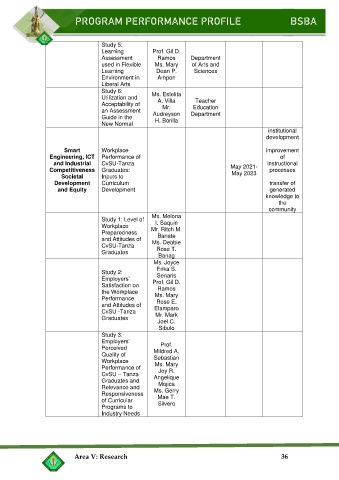 PROGRAM PERFORMANCE PROFILE BSBA
Study 5:
Learning
Assessment
used in Flexible
Learning
Environment in
Liberal Arts
Prof. Gil D.
Ramos
Ms. Mary
Dean P.
Ampon
Department
of Arts and
Sciences
Study 6:
Utilization and
Acceptability of
an Assessment
Guide in the
New Normal
Ms. Estelita
A. Villa
Mr.
Audreyson
H. Borilla
Teacher
Education
Department
Smart
Engineering, ICT
and Industrial
Competitiveness
Societal
Development
and Equity
Workplace
Performance of
CvSU-Tanza
Graduates:
Inputs to
Curriculum
Development
May 2021-
May 2023
institutional
development
improvement
of
instructional
processes
transfer of
generated
knowledge to
the
community
Study 1: Level of
Workplace
Preparedness
and Attitudes of
CvSU-Tanza
Graduates
Ms. Melona
I. Saquin
Mr. Ritch M.
Banate
Ms. Debbie
Rose T.
Banag
Study 2:
Employers'
Satisfaction on
the Workplace
Performance
and Attitudes of
CvSU -Tanza
Graduates
Ms. Joyce
Erika S.
Senaris
Prof. Gil D.
Ramos
Ms. Mary
Rose E.
Elamparo
Mr. Mark
Joel C.
Sibulo
Study 3:
Employers'
Perceived
Quality of
Workplace
Performance of
CvSU – Tanza
Graduates and
Relevance and
Responsiveness
of Curricular
Programs to
Industry Needs
Prof.
Mildred A.
Sebastian
Ms. Mary
Joy R.
Angelique
Mojica
Ms. Gerry
Mae T.
Silvero
Area V: Research 36